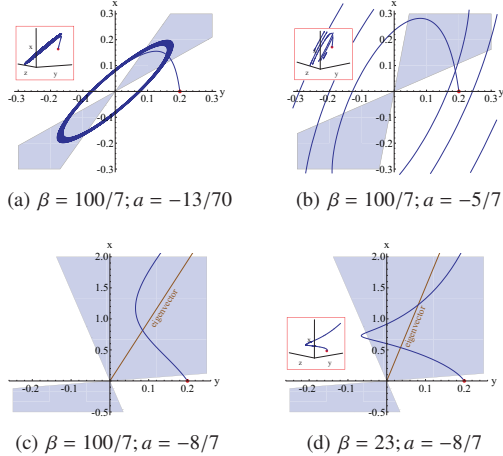 x
0.3
0.2
0.1
-0.3 -0.2 -0.1 0.1 0.2 0.3 y
0.1
0.2
0.3
x
z y
(a) β = 100/7; a = −13/70
x
0.3
0.2
0.1
-0.3 -0.2 -0.1 0.1 0.2 0.3 y
0.1
0.2
0.3
x
z y
(b) β = 100/7; a = −5/7
x
2.0
1.5
1.0
0.5
-0.2 -0.1 0.1 0.2 y
-0.5
eigenvector
(c) β = 100/7; a = −8/7
x
2.0
1.5
1.0
0.5
-0.2 -0.1 0.1 0.2 y
-0.5
eigenvector
x
z y
(d) β = 23; a = −8/7